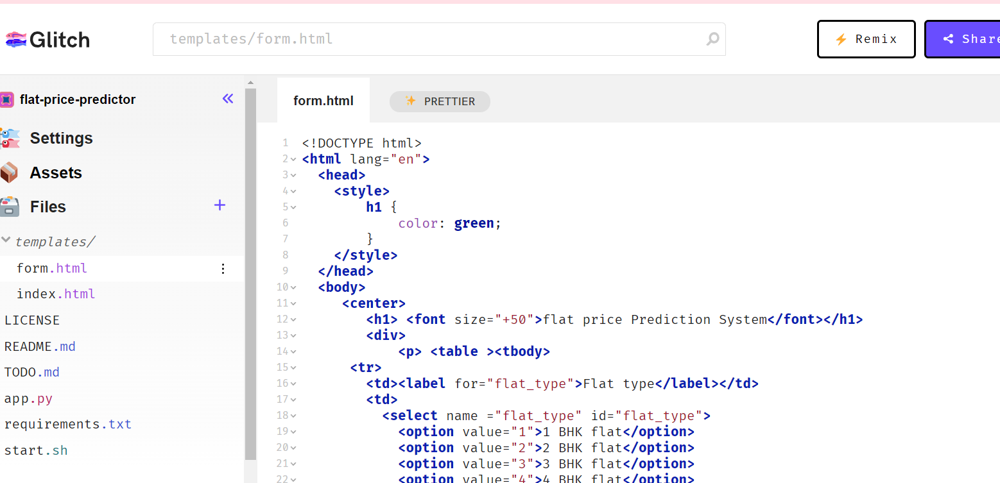 Glitch
templates/form.html
Remix
Share
flat-price-predictor
Settings
Assets
Files
templates/
form.html
index.html
LICENSE
README.md
TODO.md
app.py
requirements.txt
start.sh
form.html
PRETTIER
1 <!DOCTYPE html>
2 <html lang="en">
3 <head>
4 <style>
5 h1 {
6 color: green;
7 }
8 </style>
9 </head>
10 <body>
11 <center>
12 <h1> <font size="+50">flat price Prediction System</font></h1>
13 <div>
14 <p> <table ><tbody>
15 <tr>
16 <td><label for="flat_type">Flat type</label></td>
17 <td>
18 <select name ="flat_type" id="flat_type">
19 <option value="1">1 BHK flat</option>
20 <option value="2">2 BHK flat</option>
21 <option value="3">3 BHK flat</option>
22 <option value="4">4 BHK flat</option>